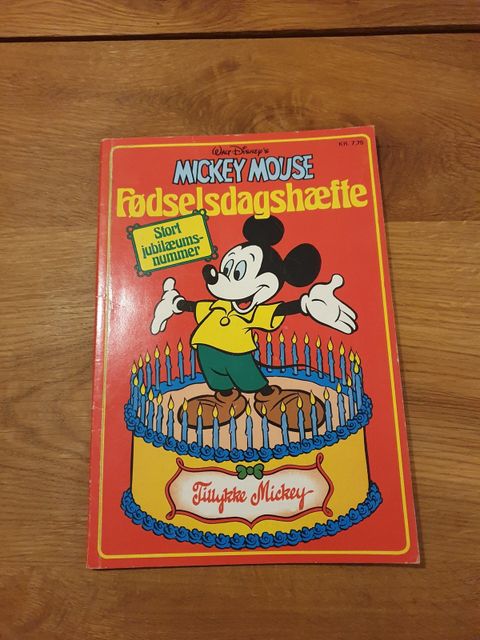 Walt Disney's
KR. 7,75
MICKEY MOUSE
Fødselsdagshæfte
Stort
jubilæums-
nummer
Tillykke Mickey